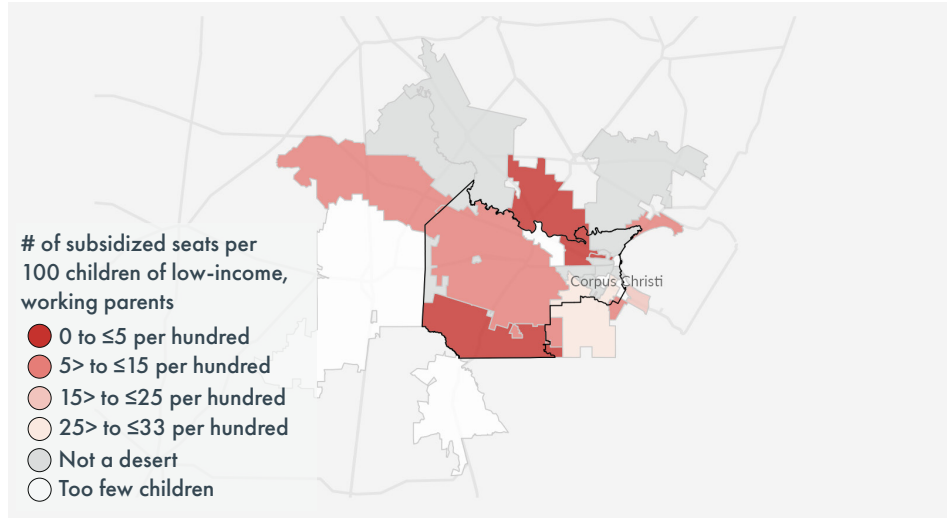 # of subsidized seats per
100 children of low-income,
working parents
0 to ≤5 per hundred
5> to ≤15 per hundred
15> to ≤25 per hundred
25> to ≤33 per hundred
Not a desert
Too few children
Corpus Christi